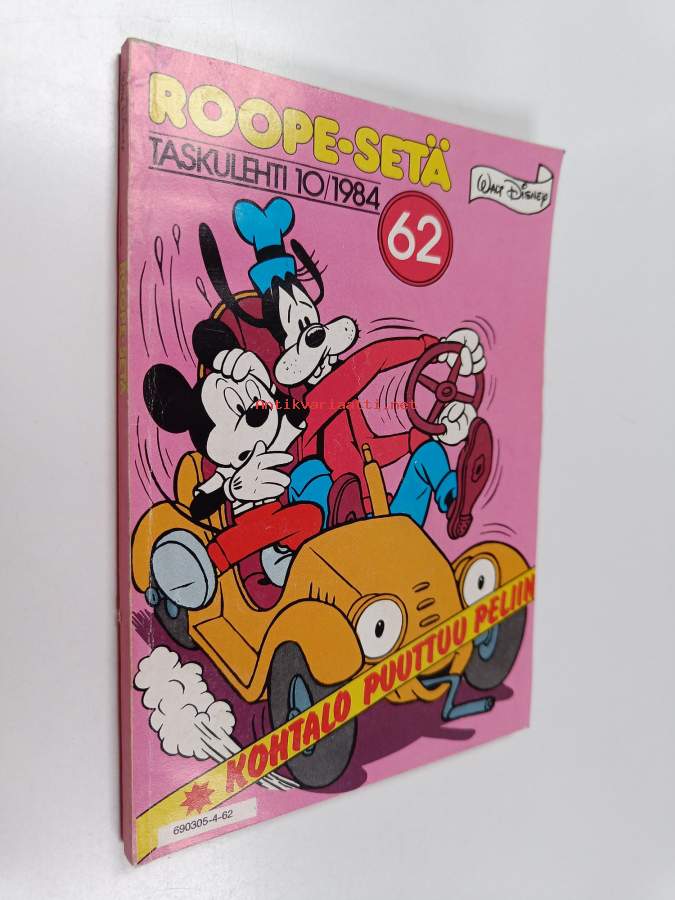 ROOPE-SETÄ
TASKULEHTI 10/1984
WALT DISNEY
62
Antikvariaatti.net
KOHTALO PUUTTUU PELIIN
690305-4-62